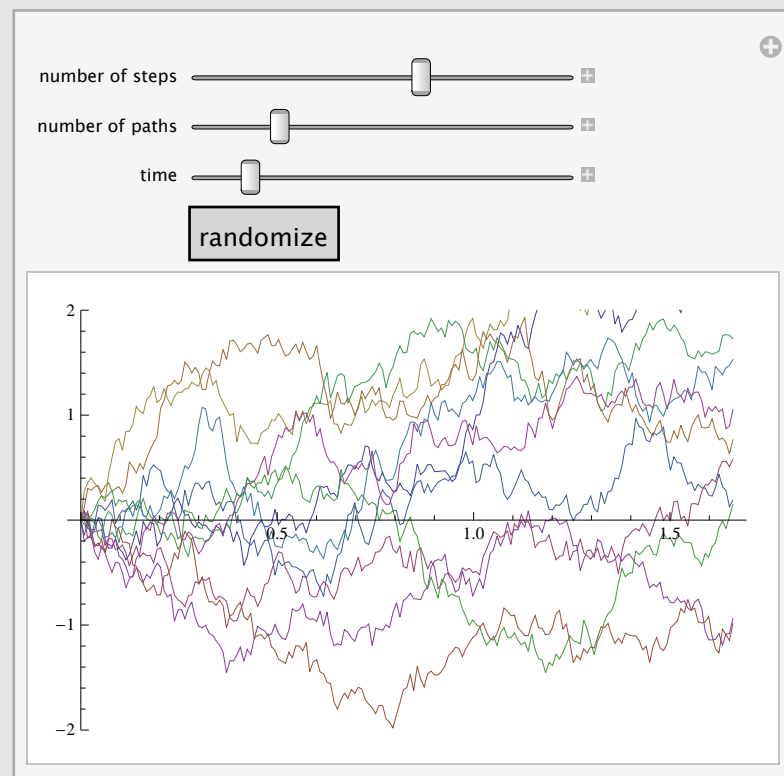 number of steps
number of paths
time
randomize
2
1
0.5 1.0 1.5
−1
−2